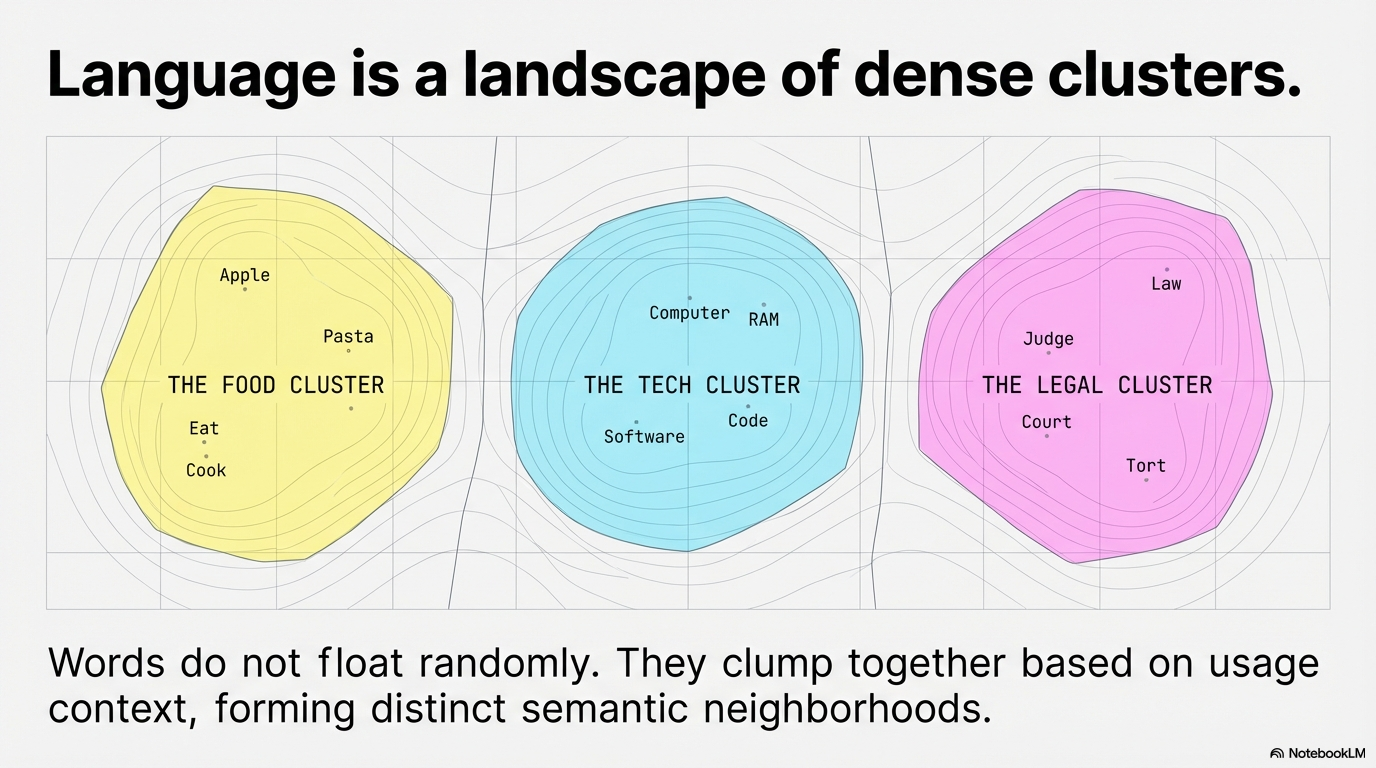 Language is a landscape of dense clusters.
Apple
Pasta
THE FOOD CLUSTER
Eat
Cook
Computer
RAM
THE TECH CLUSTER
Code
Software
Law
Judge
THE LEGAL CLUSTER
Court
Tort
Words do not float randomly. They clump together based on usage
context, forming distinct semantic neighborhoods.
NotebookLM